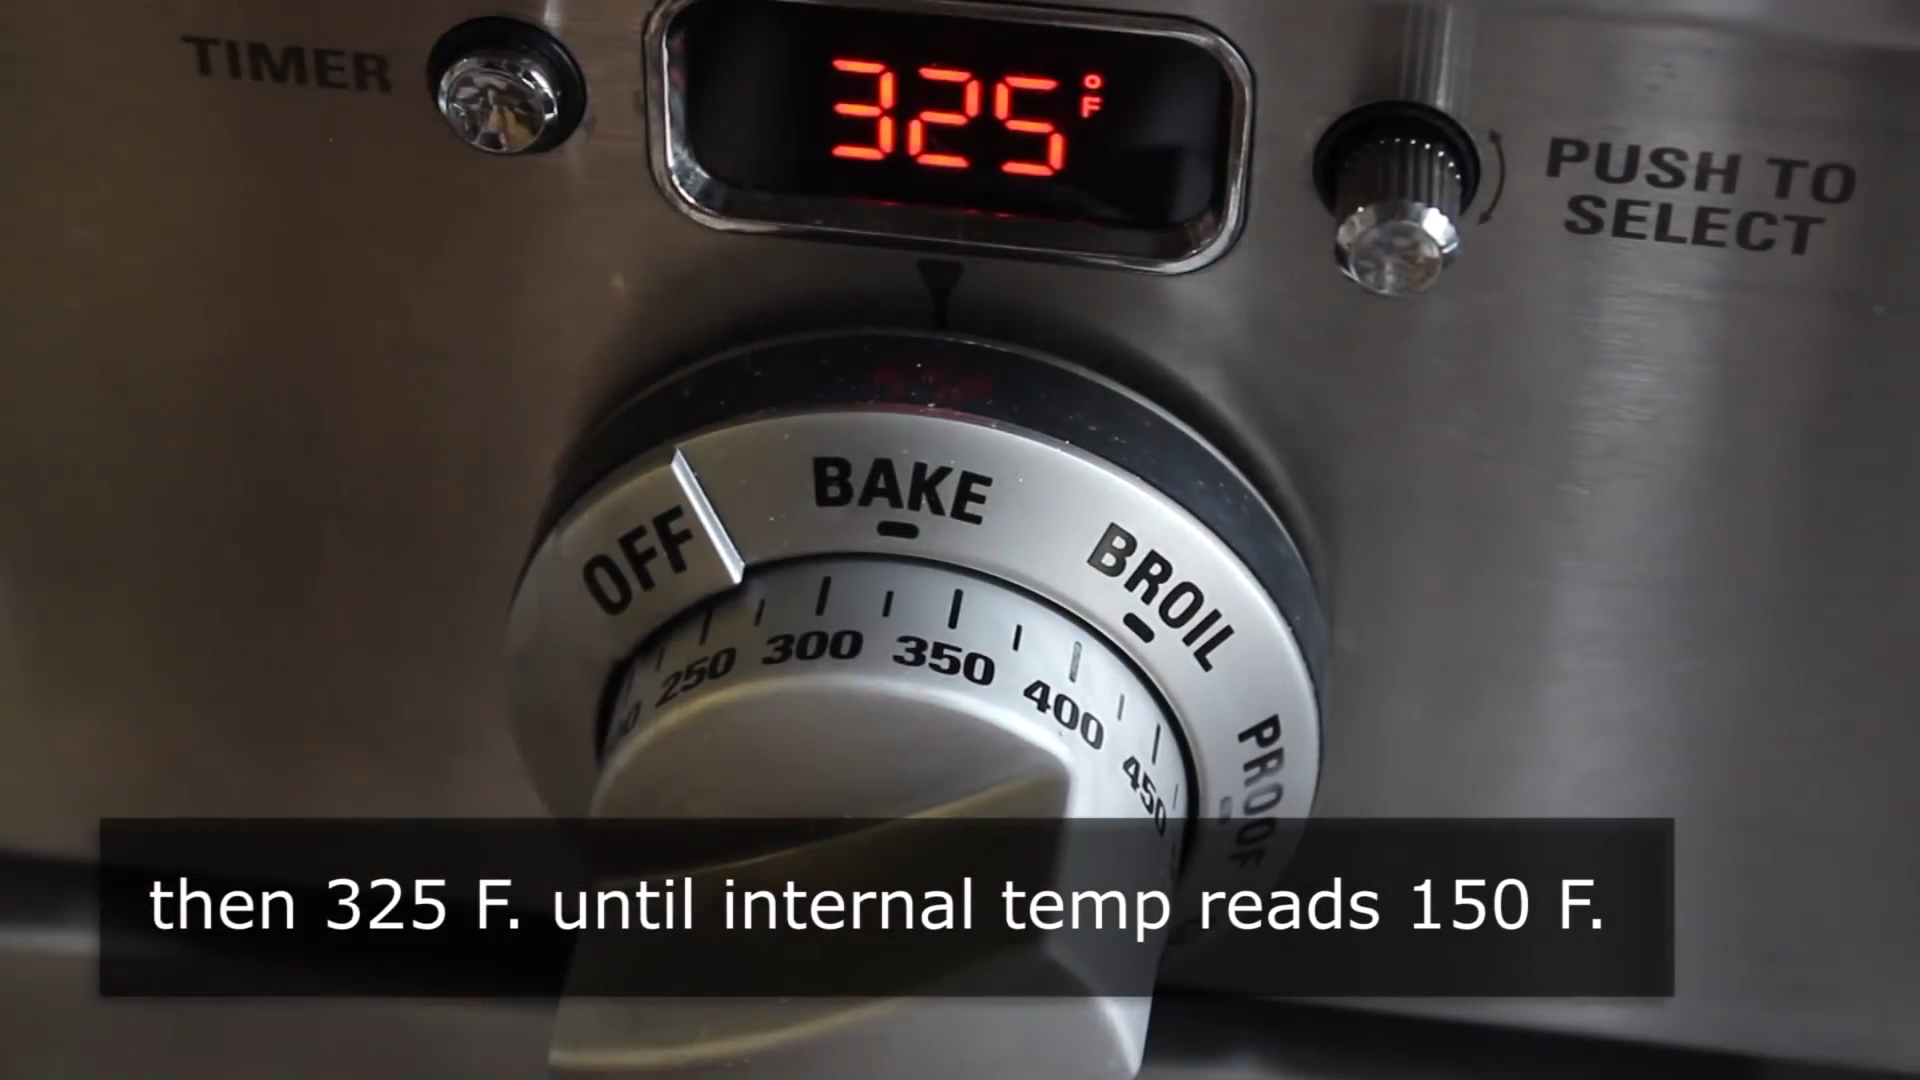 TIMER
325 °F
PUSH TO
SELECT
OFF
BAKE
BROIL
PROOF
250 300 350 400 450
then 325 F. until internal temp reads 150 F.